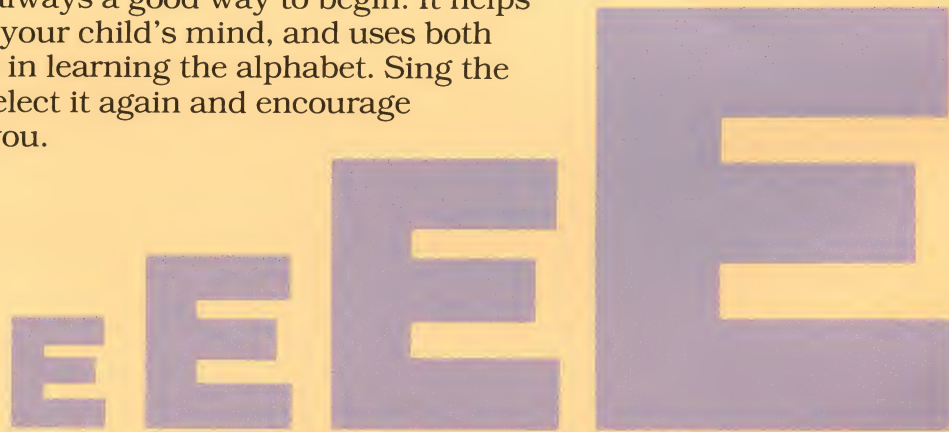 always a good way to begin. It helps
your child’s mind, and uses both
in learning the alphabet. Sing the
elect it again and encourage
ou.
E E E E